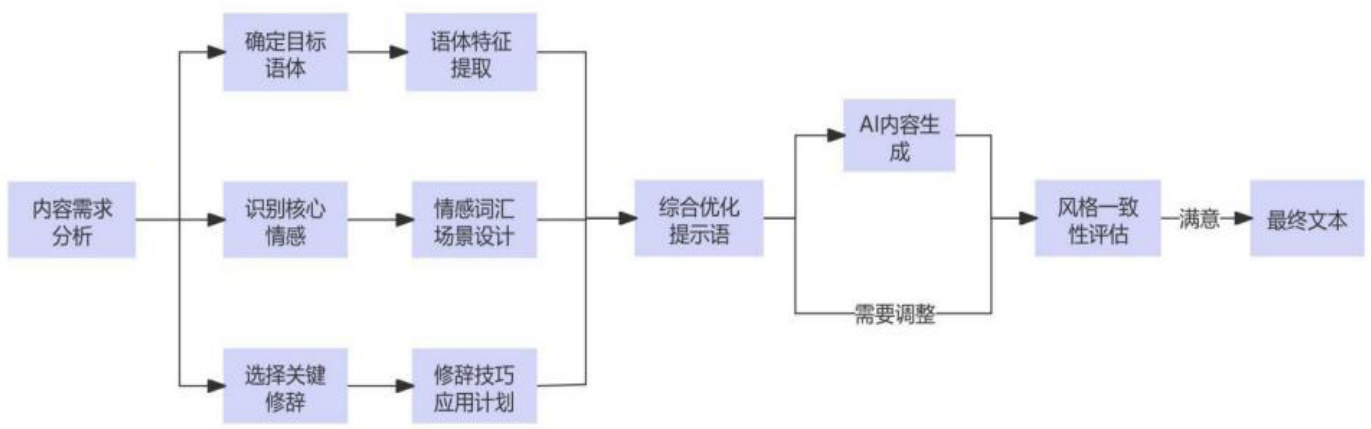 确定目标
语体
语体特征
提取
AI内容生
成
内容需求
分析
识别核心
情感
情感词汇
场景设计
综合优化
提示语
风格一致
性评估
满意
最终文本
需要调整
选择关键
修辞
修辞技巧
应用计划